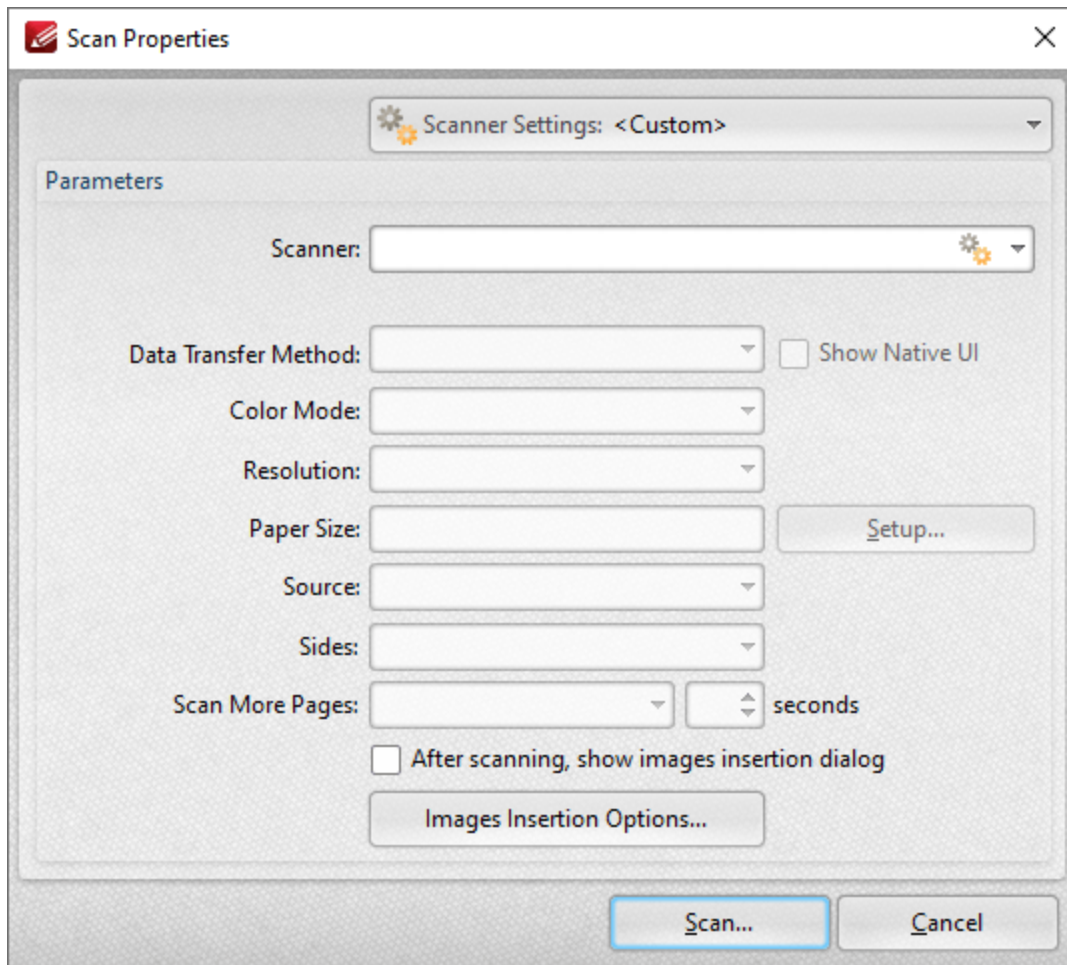 Scan Properties
Scanner Settings: <Custom>
Parameters
Scanner:
Data Transfer Method:
Show Native UI
Color Mode:
Resolution:
Paper Size:
Setup...
Source:
Sides:
Scan More Pages:
seconds
After scanning, show images insertion dialog
Images Insertion Options...
Scan...
Cancel